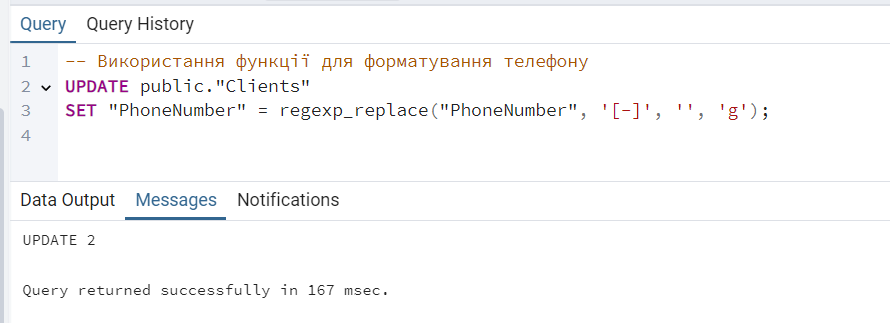 Query Query History
1 -- Використання функції для форматування телефону
2 UPDATE public."Clients"
3 SET "PhoneNumber" = regexp_replace("PhoneNumber", '[-]', '', 'g');
4
Data Output Messages Notifications
UPDATE 2
Query returned successfully in 167 msec.